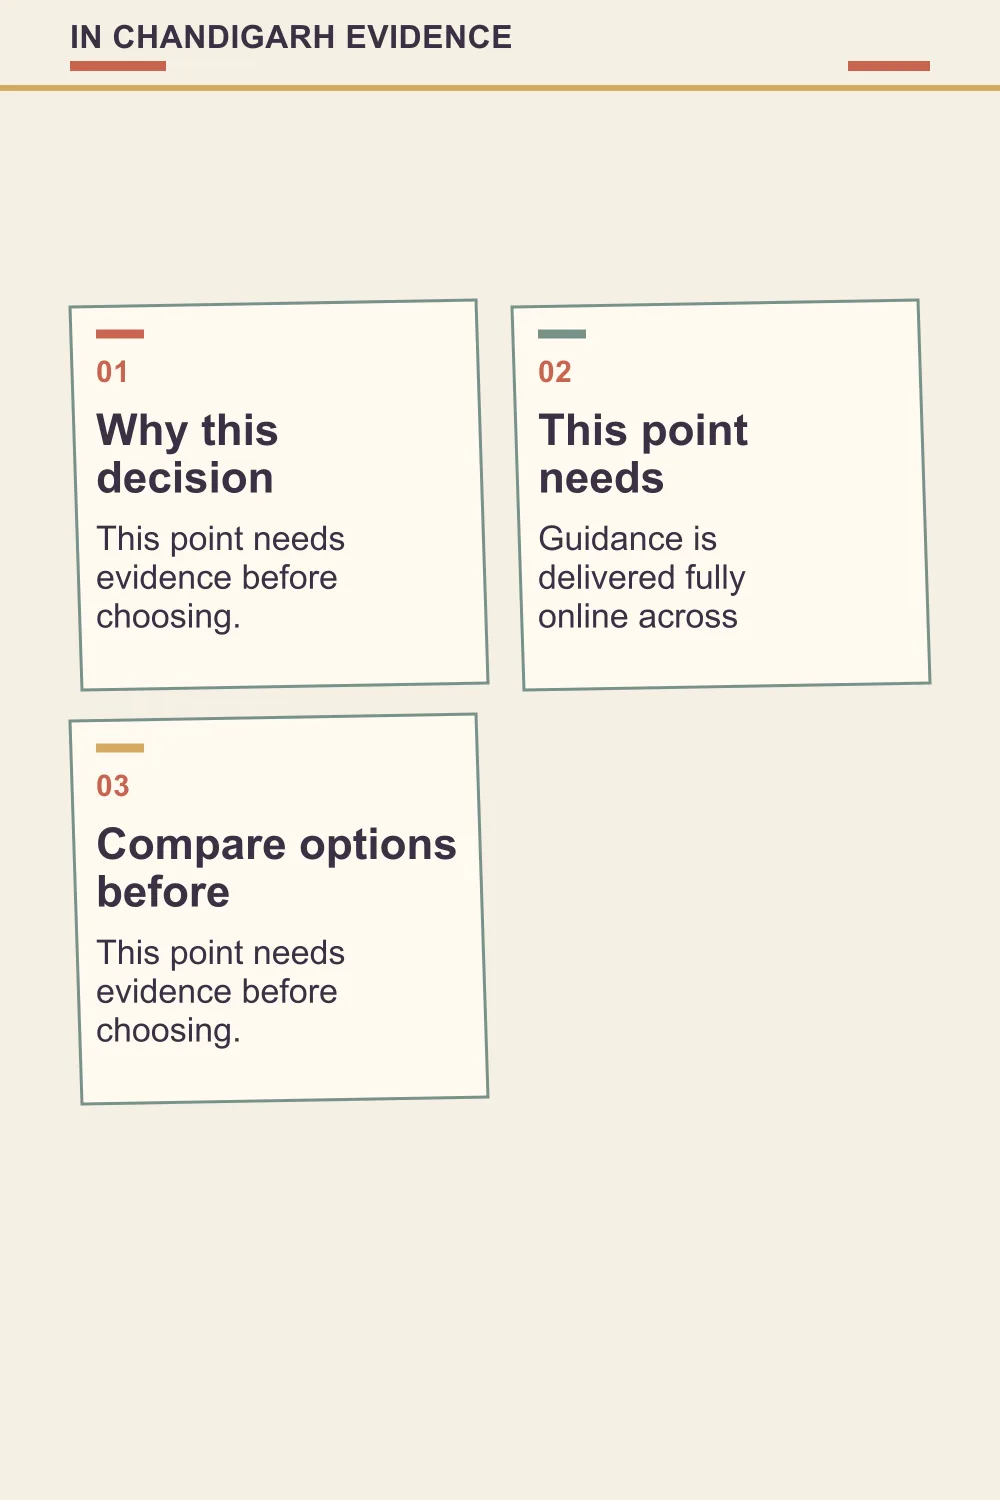 IN CHANDIGARH EVIDENCE
01
Why this
decision
This point needs
evidence before
choosing.
02
This point
needs
Guidance is
delivered fully
online across
03
Compare options
before
This point needs
evidence before
choosing.